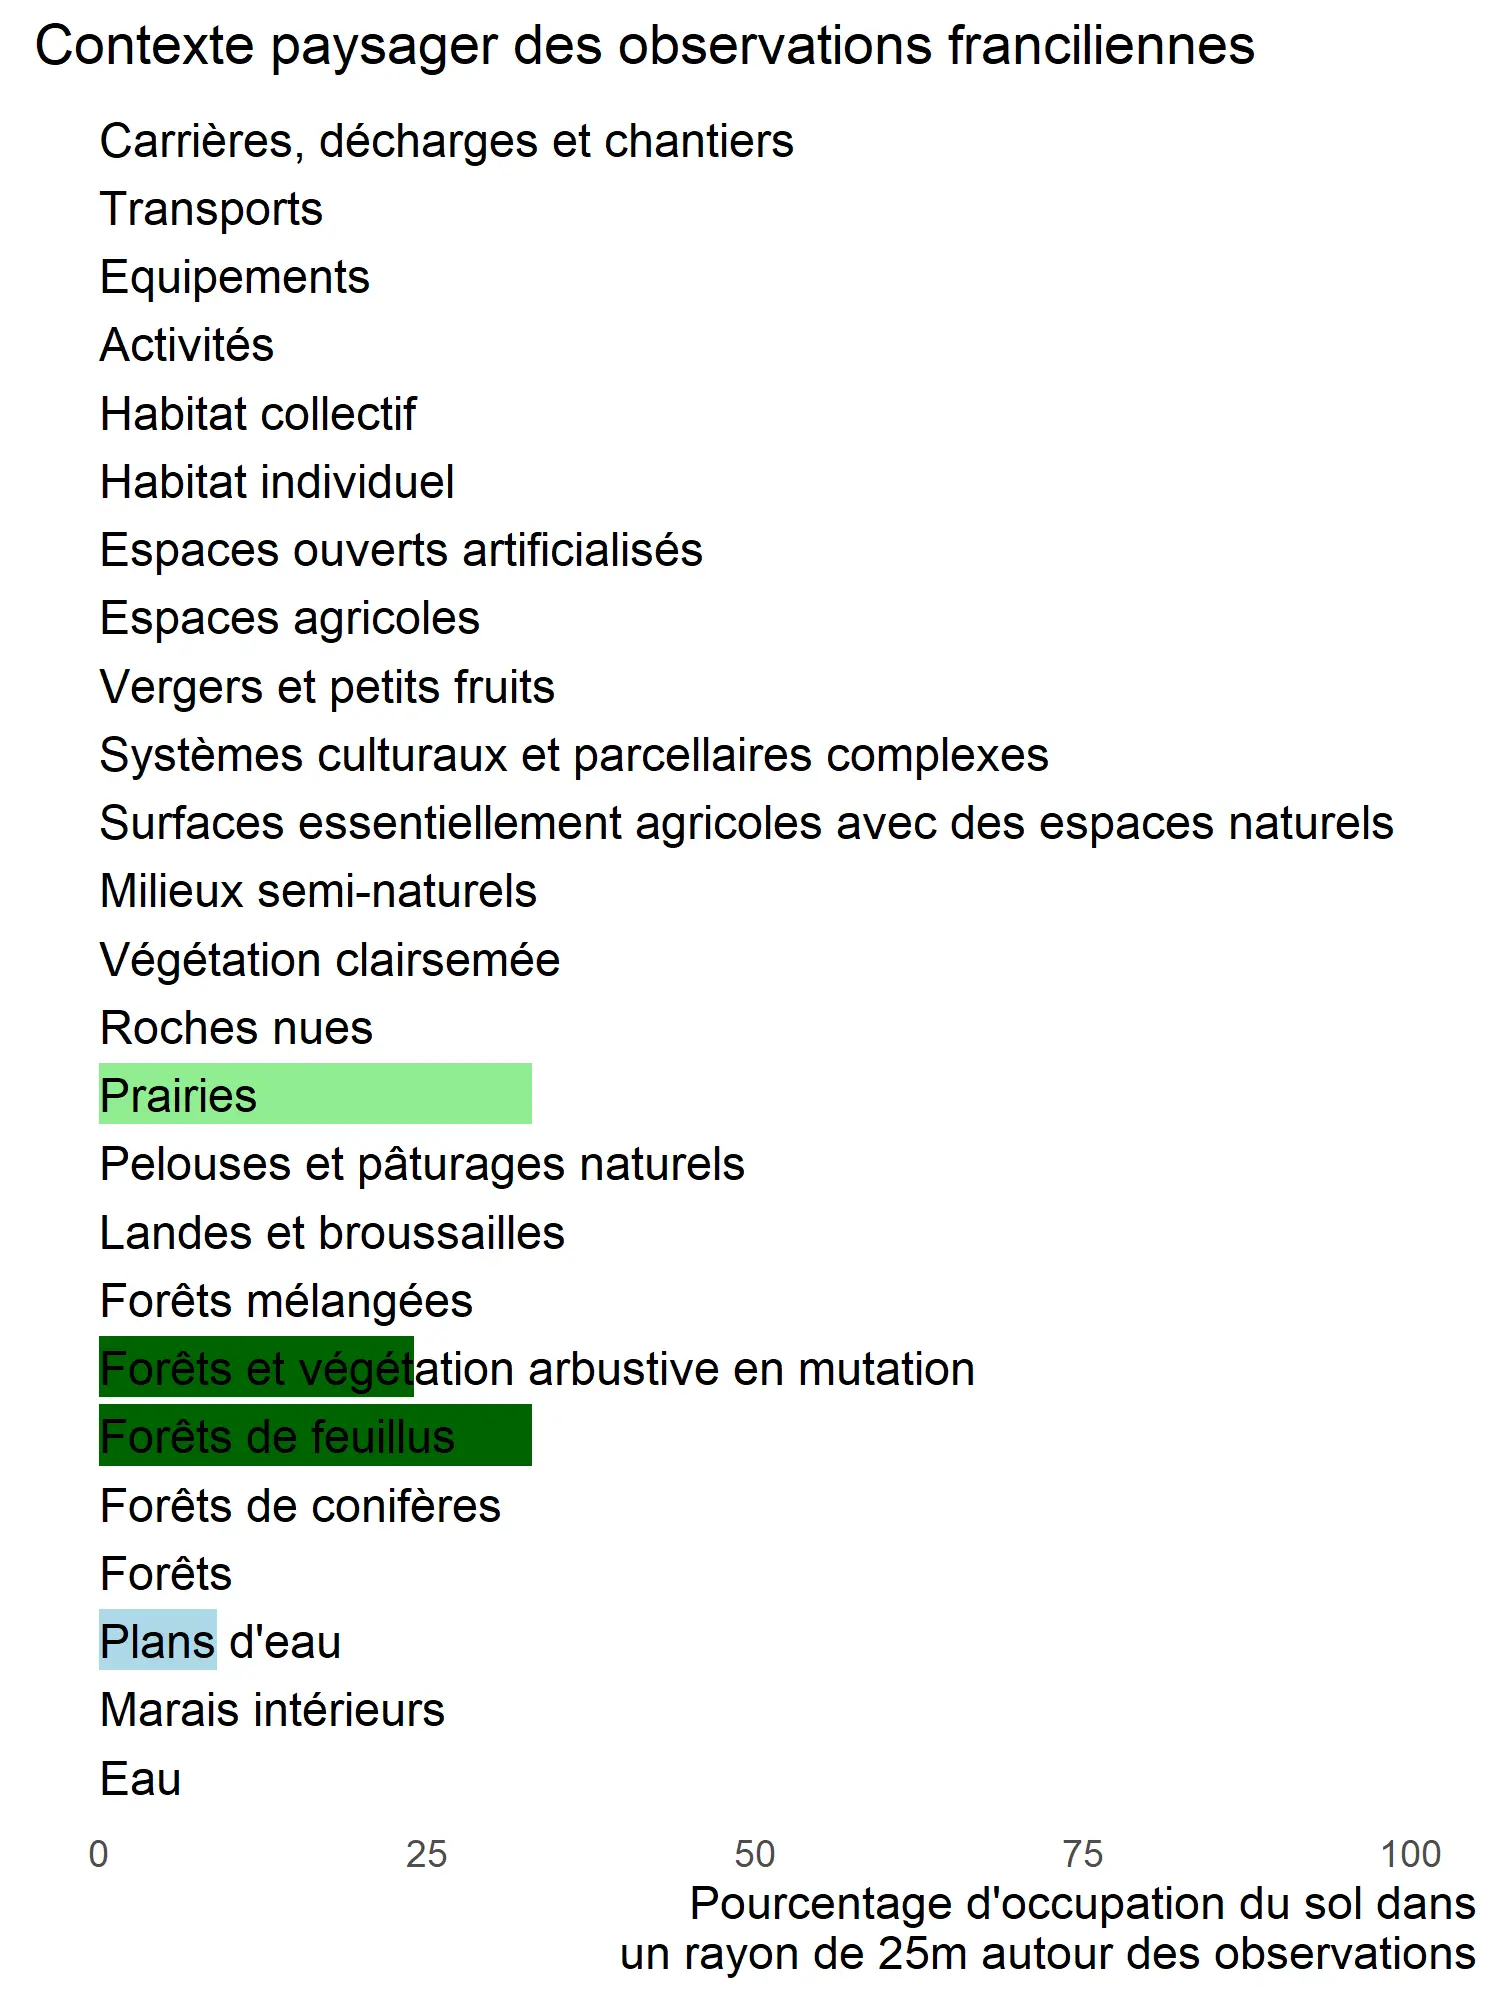 Contexte paysager des observations franciliennes
Carrières, décharges et chantiers
Transports
Equipements
Activités
Habitat collectif
Habitat individuel
Espaces ouverts artificialisés
Espaces agricoles
Vergers et petits fruits
Systèmes culturaux et parcellaires complexes
Surfaces essentiellement agricoles avec des espaces naturels
Milieux semi-naturels
Végétation clairsemée
Roches nues
Prairies
Pelouses et pâturages naturels
Landes et broussailles
Forêts mélangées
Forêts et végétation arbustive en mutation
Forêts de feuillus
Forêts de conifères
Forêts
Plans d'eau
Marais intérieurs
Eau
0 25 50 75 100
Pourcentage d'occupation du sol dans
un rayon de 25m autour des observations